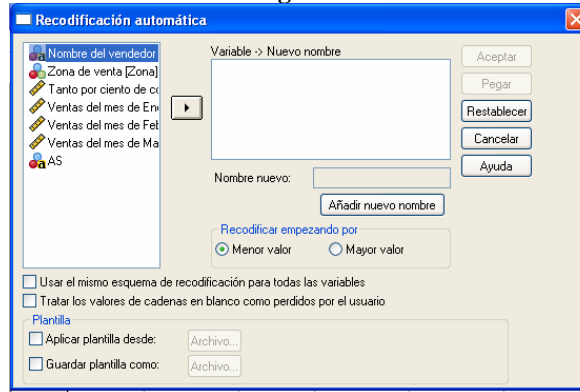 Recodificación automática
Nombre del vendedor
Zona de venta [Zona]
Tanto por ciento de co
Ventas del mes de Ene
Ventas del mes de Feb
Ventas del mes de Ma
AS
Variable -> Nuevo nombre
Nombre nuevo:
Añadir nuevo nombre
Recodificar empezando por
Menor valor
Mayor valor
Aceptar
Pegar
Restablecer
Cancelar
Ayuda
Usar el mismo esquema de recodificación para todas las variables
Tratar los valores de cadenas en blanco como perdidos por el usuario
Plantilla
Aplicar plantilla desde:
Archivo...
Guardar plantilla como:
Archivo...